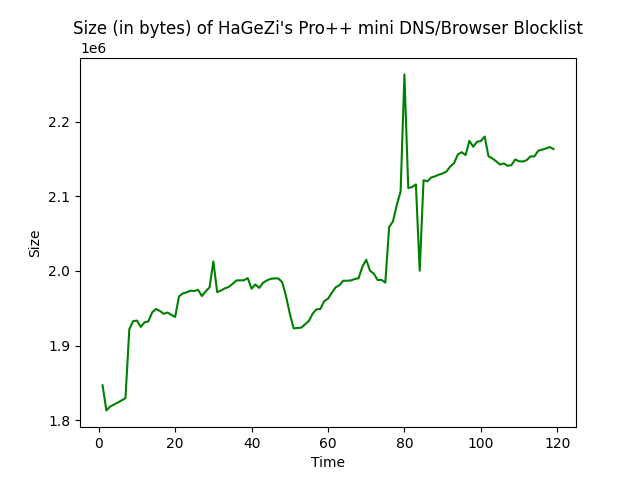 Size (in bytes) of HaGeZi's Pro++ mini DNS/Browser Blocklist
1e6
2.2
2.1
2.0
1.9
1.8
Size
0 20 40 60 80 100 120
Time